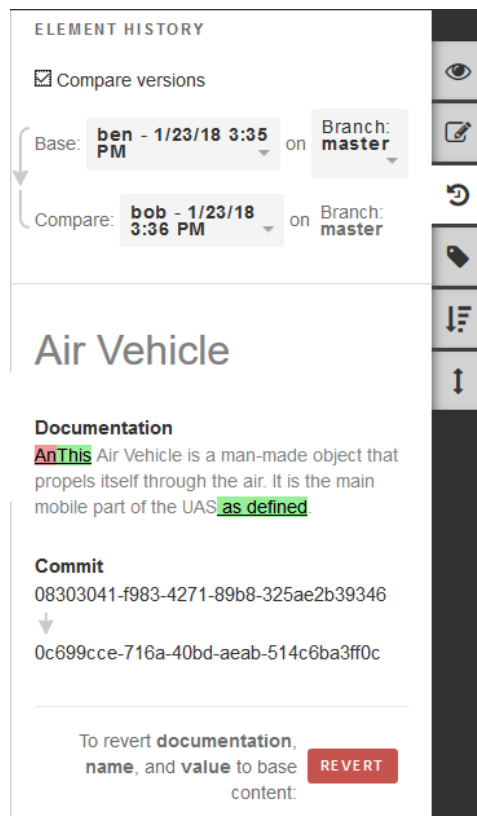 ELEMENT HISTORY
Compare versions
Base: ben - 1/23/18 3:35 PM on Branch: master
Compare: bob - 1/23/18 3:36 PM on Branch: master
Air Vehicle
Documentation
AnThis Air Vehicle is a man-made object that
propels itself through the air. It is the main
mobile part of the UAS as defined.
Commit
08303041-f983-4271-89b8-325ae2b39346
0c699cce-716a-40bd-aeab-514c6ba3ff0c
To revert documentation,
name, and value to base
content:
REVERT